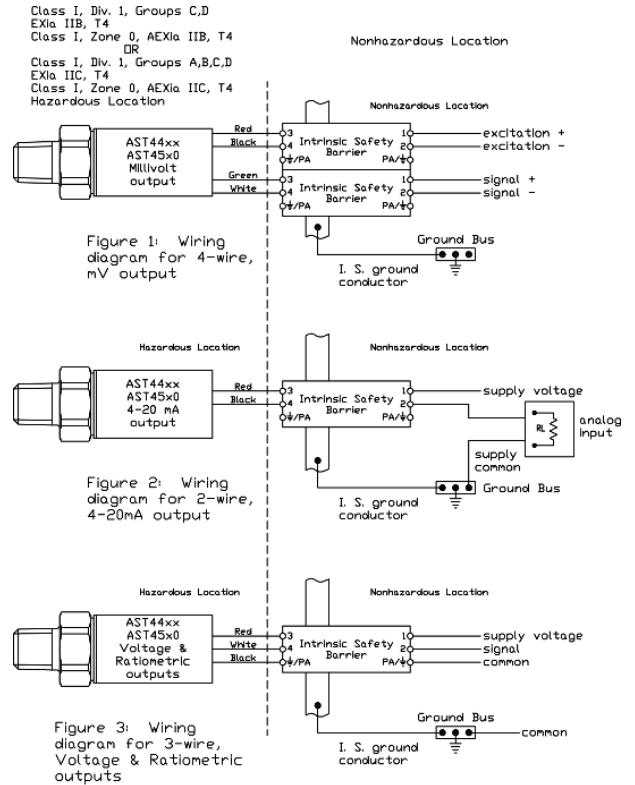 Class I, Div. 1, Groups C,D
EXia IIB, T4
Class I, Zone 0, AEXia IIB, T4
OR
Class I, Div. 1, Groups A,B,C,D
EXia IIC, T4
Class I, Zone 0, AEXia IIC, T4
Hazardous Location
Nonhazardous Location
Nonhazardous Location
AST44xx
AST45x0
Millivolt
output
Red
Black
Green
White
3
4
⏚/PA
Intrinsic Safety
Barrier
1
2
PA/⏚
excitation +
excitation -
3
4
⏚/PA
Intrinsic Safety
Barrier
1
2
PA/⏚
signal +
signal -
Figure 1: Wiring
diagram for 4-wire,
mV output
I. S. ground
conductor
Ground Bus
Hazardous Location
Nonhazardous Location
AST44xx
AST45x0
4-20 mA
output
Red
Black
3
4
⏚/PA
Intrinsic Safety
Barrier
1
2
PA/⏚
supply voltage
RL
analog
input
supply
common
Figure 2: Wiring
diagram for 2-wire,
4-20mA output
I. S. ground
conductor
Ground Bus
Hazardous Location
Nonhazardous Location
AST44xx
AST45x0
Voltage &
Ratiometric
outputs
Red
White
Black
3
4
⏚/PA
Intrinsic Safety
Barrier
1
2
PA/⏚
supply voltage
signal
common
Figure 3: Wiring
diagram for 3-wire,
Voltage & Ratiometric
outputs
I. S. ground
conductor
Ground Bus
common